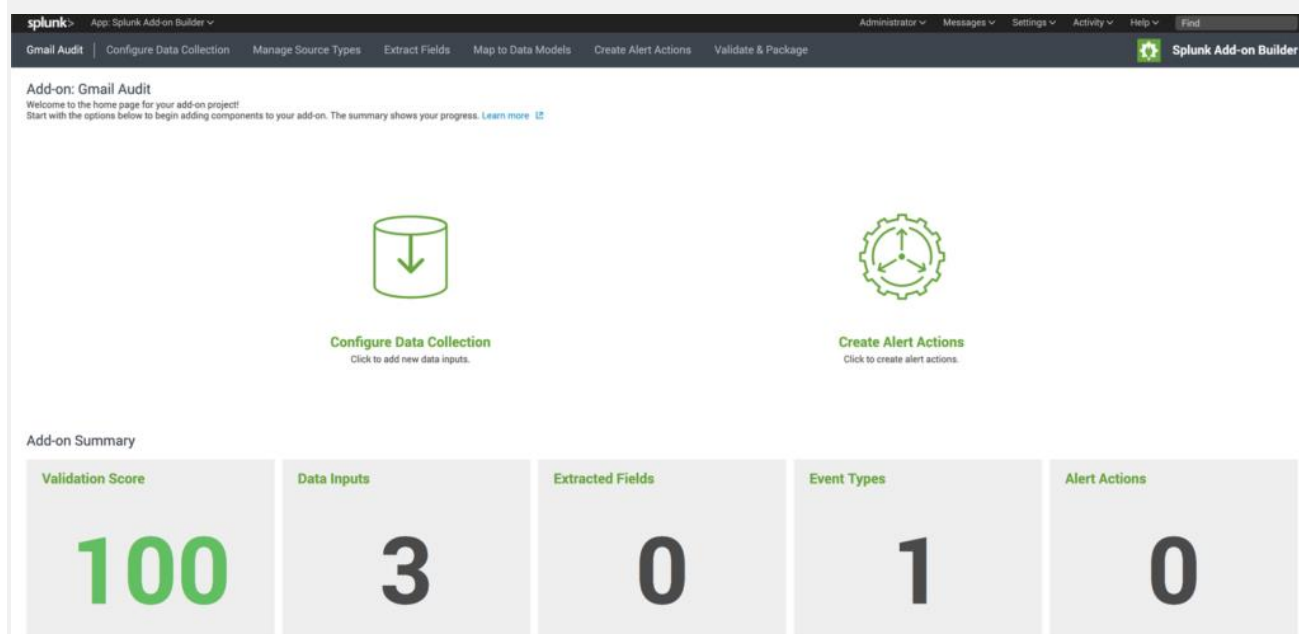 splunk> App: Splunk Add-on Builder Administrator Messages Settings Activity Help Find
Gmail Audit Configure Data Collection Manage Source Types Extract Fields Map to Data Models Create Alert Actions Validate & Package Splunk Add-on Builder
Add-on: Gmail Audit
Welcome to the home page for your add-on project!
Start with the options below to begin adding components to your add-on. The summary shows your progress. Learn more
Configure Data Collection Create Alert Actions
Click to add new data inputs. Click to create alert actions.
Add-on Summary
Validation Score Data Inputs Extracted Fields Event Types Alert Actions
100 3 0 1 0